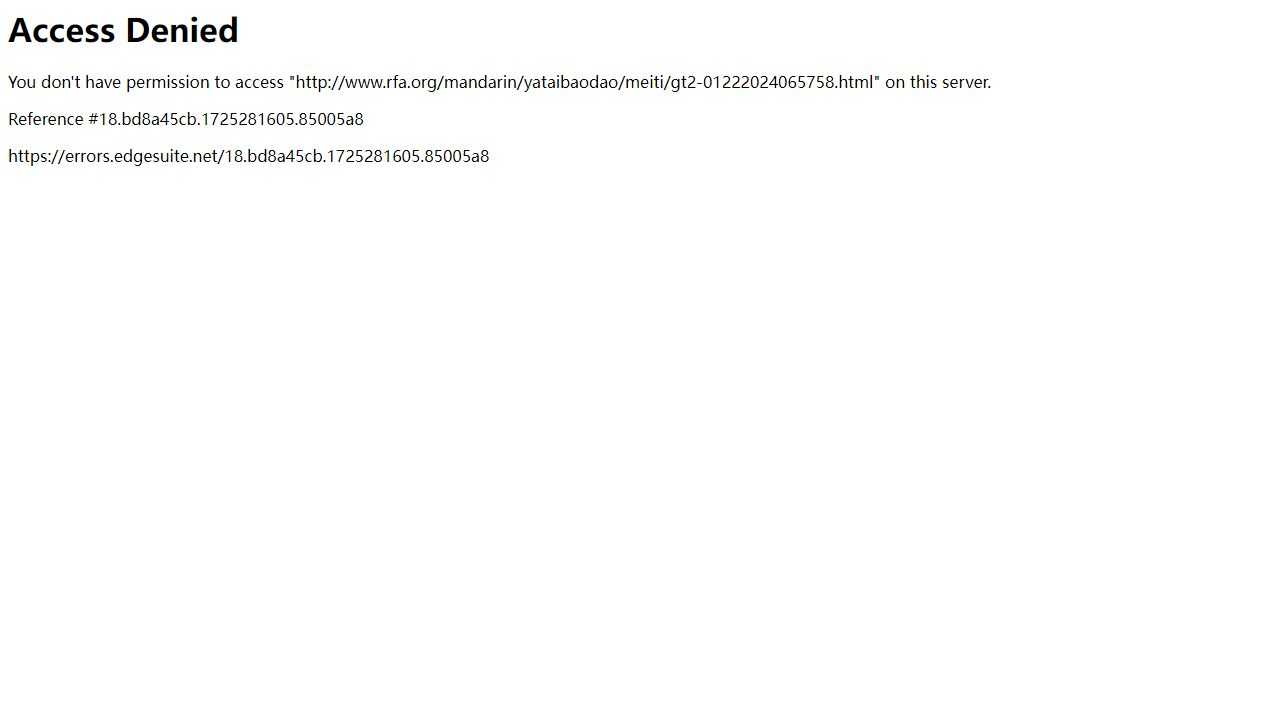 Access Denied
You don't have permission to access "http://www.rfa.org/mandarin/yataibaodao/meiti/gt2-01222024065758.html" on this server.
Reference #18.bd8a45cb.1725281605.85005a8
https://errors.edgesuite.net/18.bd8a45cb.1725281605.85005a8